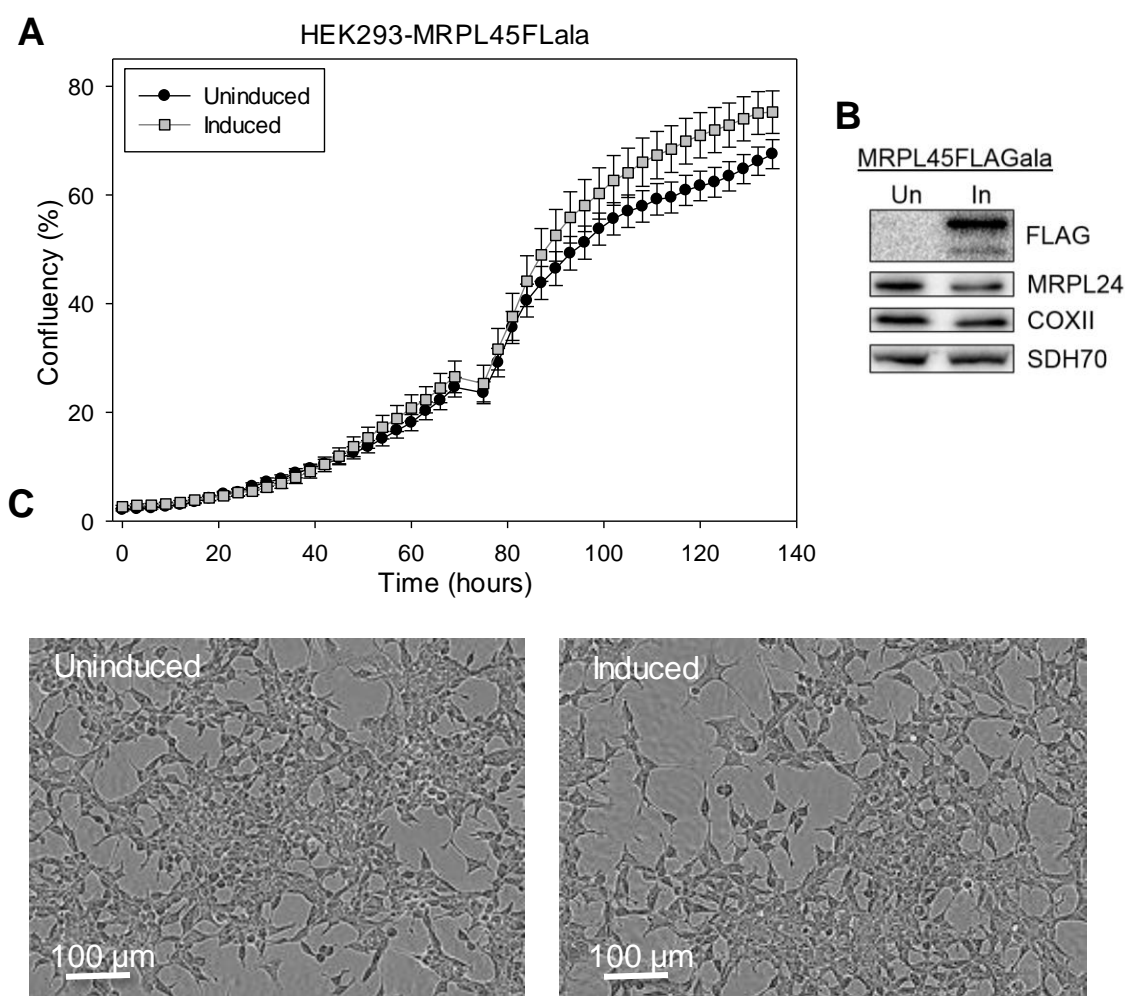 A
HEK293-MRPL45FLala
Uninduced
Induced
Confluency (%)
80
60
40
20
0
0 20 40 60 80 100 120 140
Time (hours)
B
MRPL45FLAGala
Un In
FLAG
MRPL24
COXII
SDH70
C
Uninduced
100 µm
Induced
100 µm